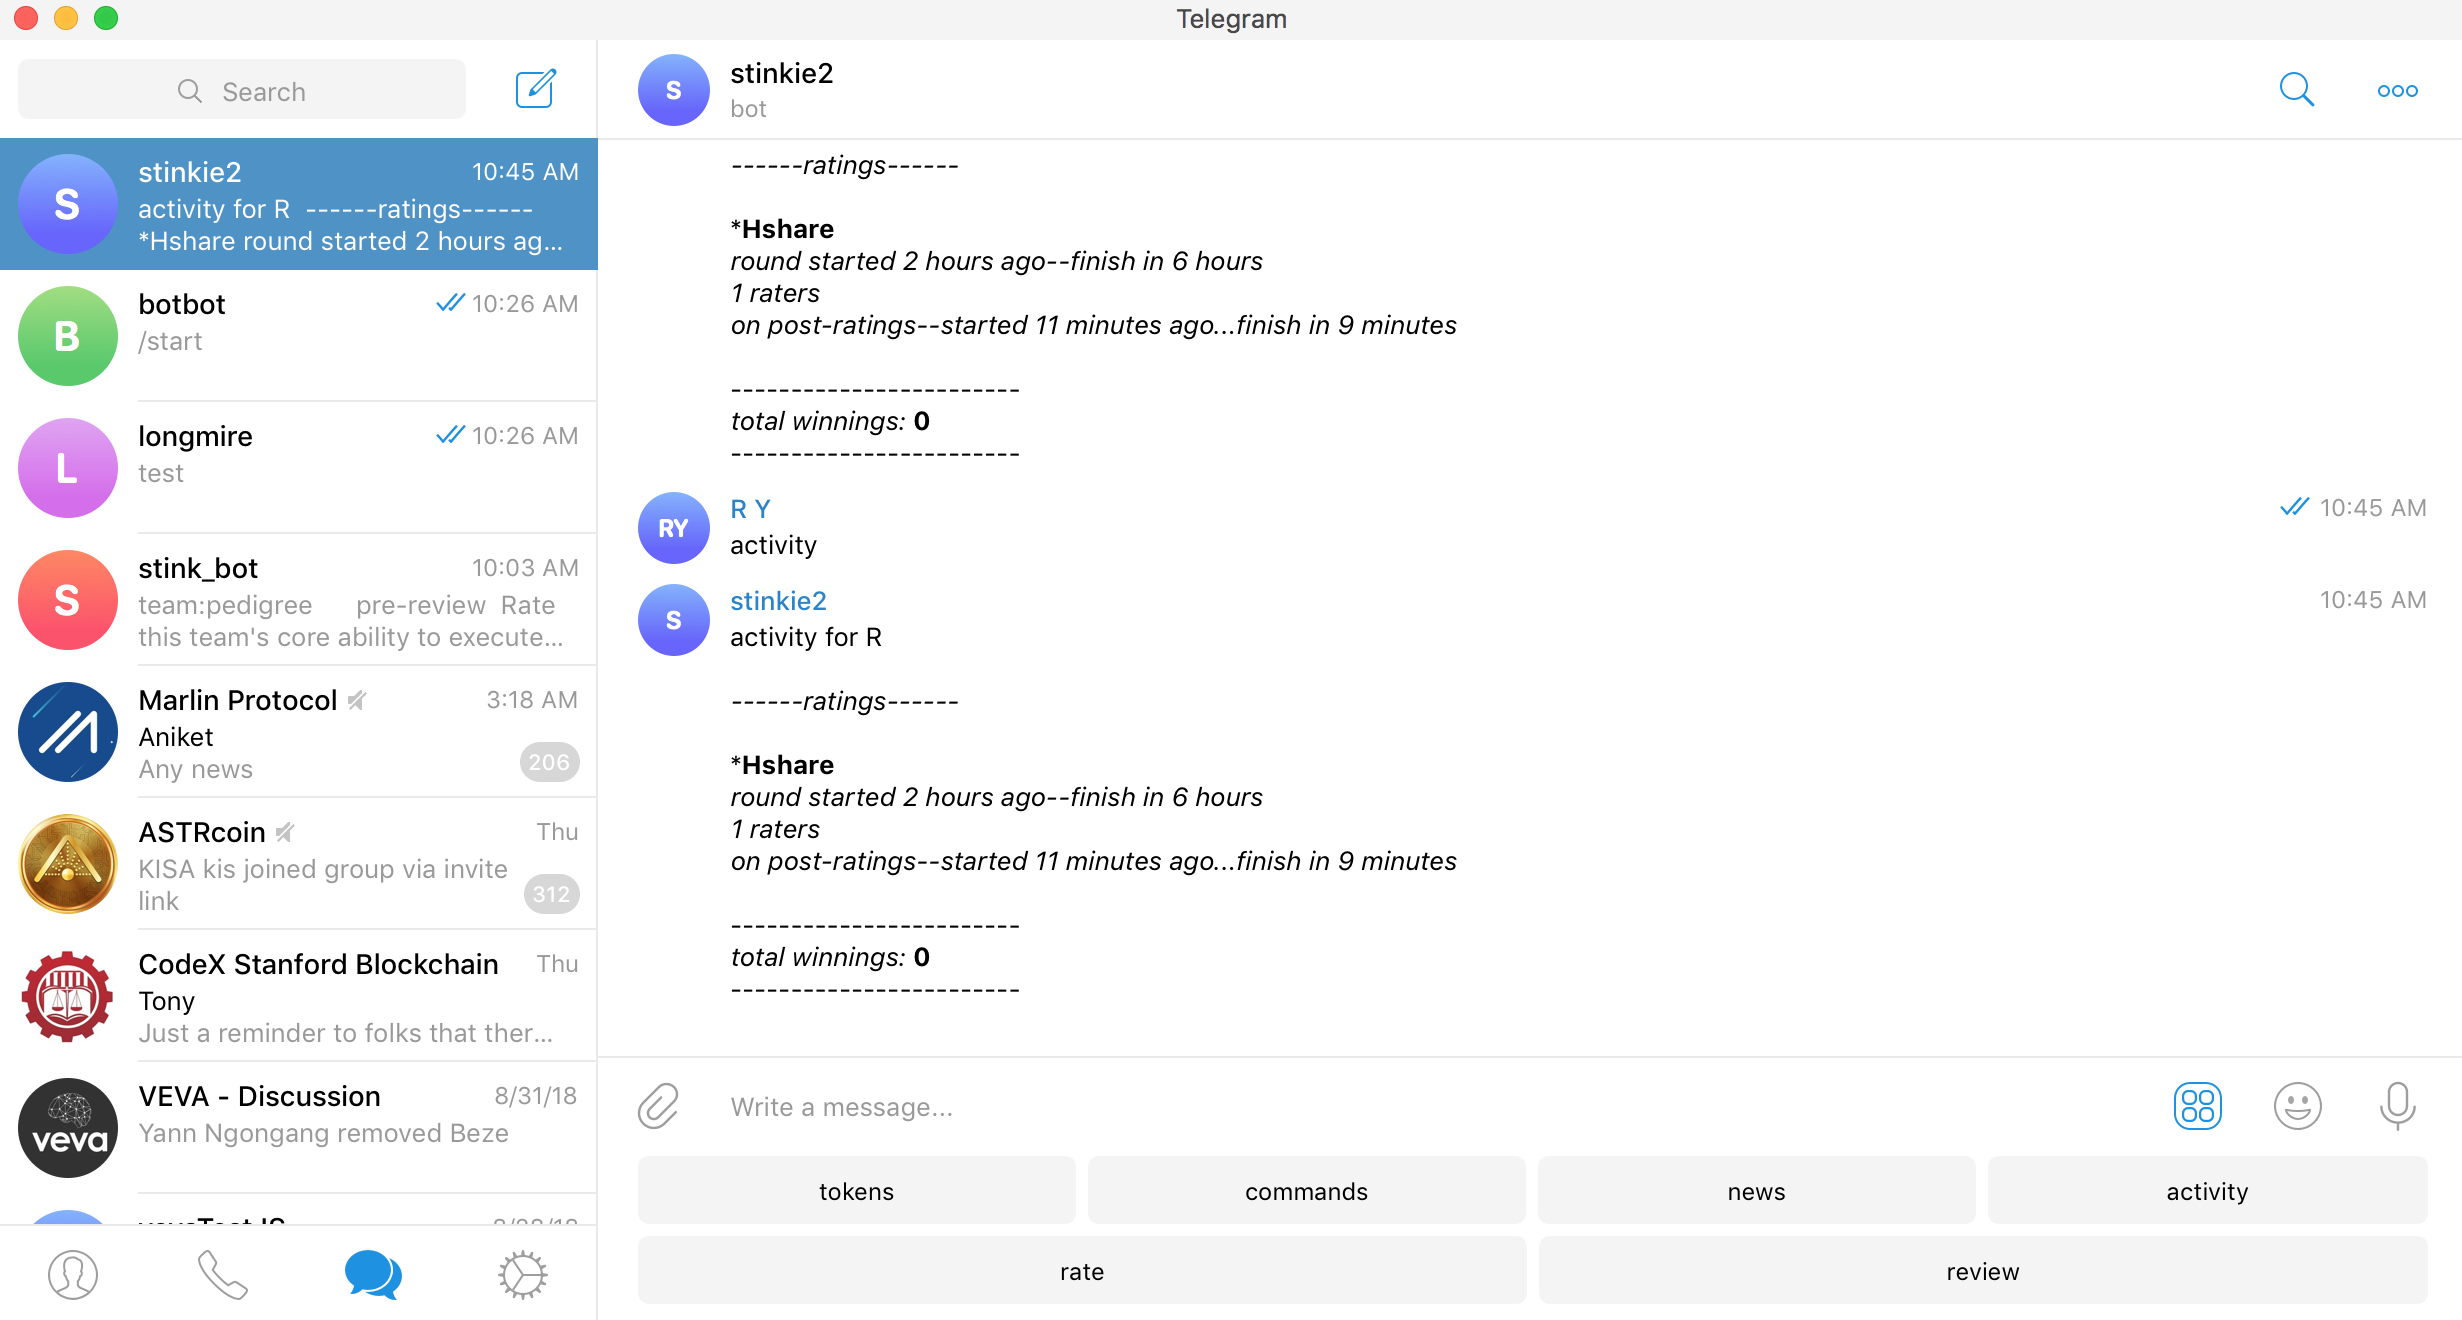 Telegram
Search
S
stinkie2
10:45 AM
activity for R ------ratings------
*Hshare round started 2 hours ag...
B
botbot
10:26 AM
/start
L
longmire
10:26 AM
test
S
stink_bot
10:03 AM
team:pedigree pre-review Rate
this team's core ability to execute...
Marlin Protocol
3:18 AM
Aniket
Any news
206
ASTRcoin
Thu
KISA kis joined group via invite
link
312
CodeX Stanford Blockchain
Thu
Tony
Just a reminder to folks that ther...
veva
VEVA - Discussion
8/31/18
Yann Ngongang removed Beze
S
stinkie2
bot
------ratings------
*Hshare
round started 2 hours ago--finish in 6 hours
1 raters
on post-ratings--started 11 minutes ago...finish in 9 minutes
------------------------
total winnings: 0
------------------------
RY
R Y
10:45 AM
activity
S
stinkie2
10:45 AM
activity for R
------ratings------
*Hshare
round started 2 hours ago--finish in 6 hours
1 raters
on post-ratings--started 11 minutes ago...finish in 9 minutes
------------------------
total winnings: 0
------------------------
Write a message...
tokens
commands
news
activity
rate
review